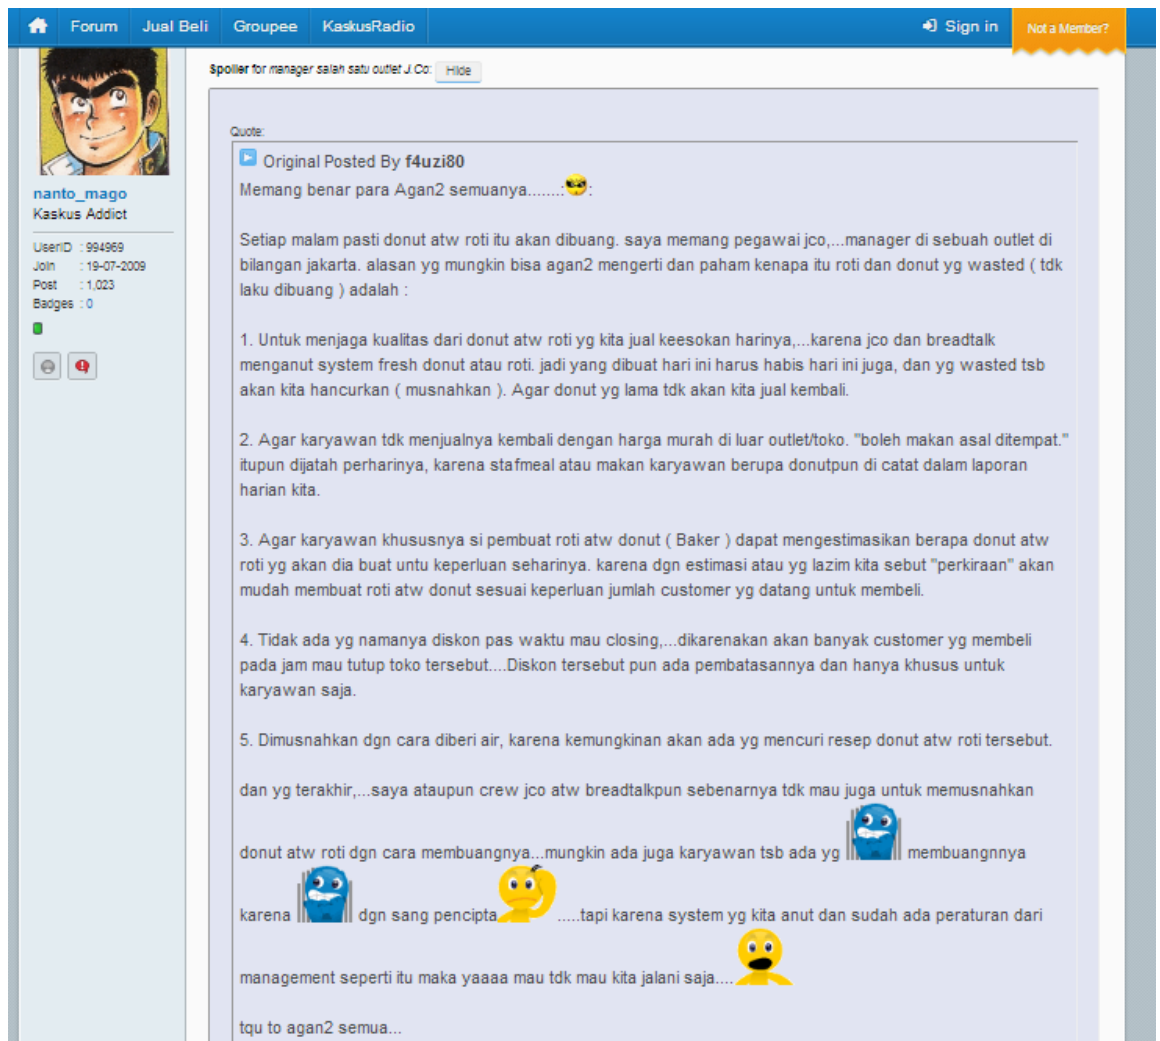 Forum Jual Beli Groupee KaskusRadio Sign in Not a Member?
Spoiler for manager salah satu outlet J.Co: Hide
nanto_mago
Kaskus Addict
UserID : 994969
Join : 19-07-2009
Post : 1,023
Badges : 0
Quote:
Original Posted By f4uzi80
Memang benar para Agan2 semuanya.......: :
Setiap malam pasti donut atw roti itu akan dibuang. saya memang pegawai jco,...manager di sebuah outlet di
bilangan jakarta. alasan yg mungkin bisa agan2 mengerti dan paham kenapa itu roti dan donut yg wasted ( tdk
laku dibuang ) adalah :
1. Untuk menjaga kualitas dari donut atw roti yg kita jual keesokan harinya,...karena jco dan breadtalk
menganut system fresh donut atau roti. jadi yang dibuat hari ini harus habis hari ini juga, dan yg wasted tsb
akan kita hancurkan ( musnahkan ). Agar donut yg lama tdk akan kita jual kembali.
2. Agar karyawan tdk menjualnya kembali dengan harga murah di luar outlet/toko. "boleh makan asal ditempat."
itupun dijatah perharinya, karena stafmeal atau makan karyawan berupa donutpun di catat dalam laporan
harian kita.
3. Agar karyawan khususnya si pembuat roti atw donut ( Baker ) dapat mengestimasikan berapa donut atw
roti yg akan dia buat untu keperluan seharinya. karena dgn estimasi atau yg lazim kita sebut "perkiraan" akan
mudah membuat roti atw donut sesuai keperluan jumlah customer yg datang untuk membeli.
4. Tidak ada yg namanya diskon pas waktu mau closing,...dikarenakan akan banyak customer yg membeli
pada jam mau tutup toko tersebut....Diskon tersebut pun ada pembatasannya dan hanya khusus untuk
karyawan saja.
5. Dimusnahkan dgn cara diberi air, karena kemungkinan akan ada yg mencuri resep donut atw roti tersebut.
dan yg terakhir,...saya ataupun crew jco atw breadtalkpun sebenarnya tdk mau juga untuk memusnahkan
donut atw roti dgn cara membuangnya...mungkin ada juga karyawan tsb ada yg membuangnnya
karena dgn sang pencipta .....tapi karena system yg kita anut dan sudah ada peraturan dari
management seperti itu maka yaaaa mau tdk mau kita jalani saja....
tqu to agan2 semua...